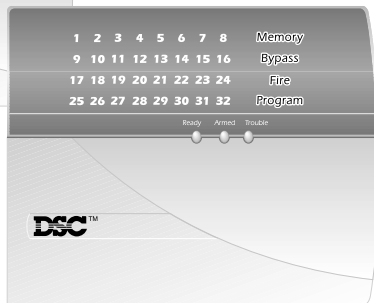 1 2 3 4 5 6 7 8 Memory
9 10 11 12 13 14 15 16 Bypass
17 18 19 20 21 22 23 24 Fire
25 26 27 28 29 30 31 32 Program
Ready Armed Trouble
DSC™